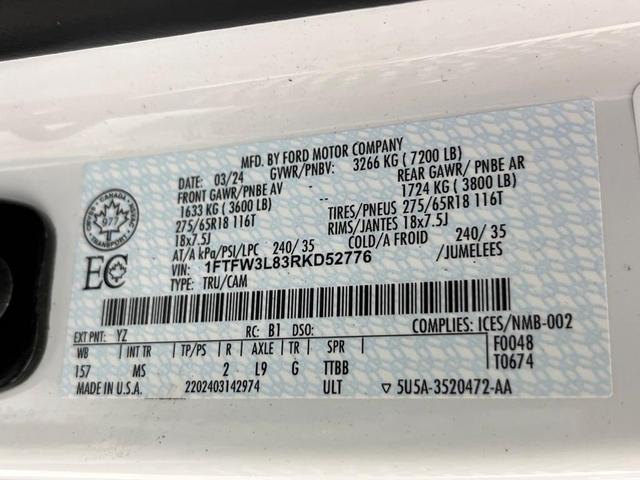 MFD. BY FORD MOTOR COMPANY
DATE: 03/24 GVWR/PNBV: 3266 KG ( 7200 LB)
FRONT GAWR/PNBE AV REAR GAWR/ PNBE AR
1633 KG ( 3600 LB) -- 1724 KG ( 3800 LB)
275/65R18 116T TIRES/PNEUS 275/65R18 116T
18x7.5J RIMS/JANTES 18x7.5J
AT/A kPa/PSI/LPC 240/ 35 COLD/A FROID 240/ 35
VIN: 1FTFW3L83RKD52776 /JUMELEES
TYPE: TRU/CAM
CANADA
977
TRANSPORT
EC
EXT PNT: YZ RC: B1 DSO: COMPLIES: ICES/NMB-002
WB INT TR TP/PS R AXLE TR SPR F0048
157 MS 2 L9 G TTBB T0674
MADE IN U.S.A. 2202403142974 ULT ▽ 5U5A-3520472-AA